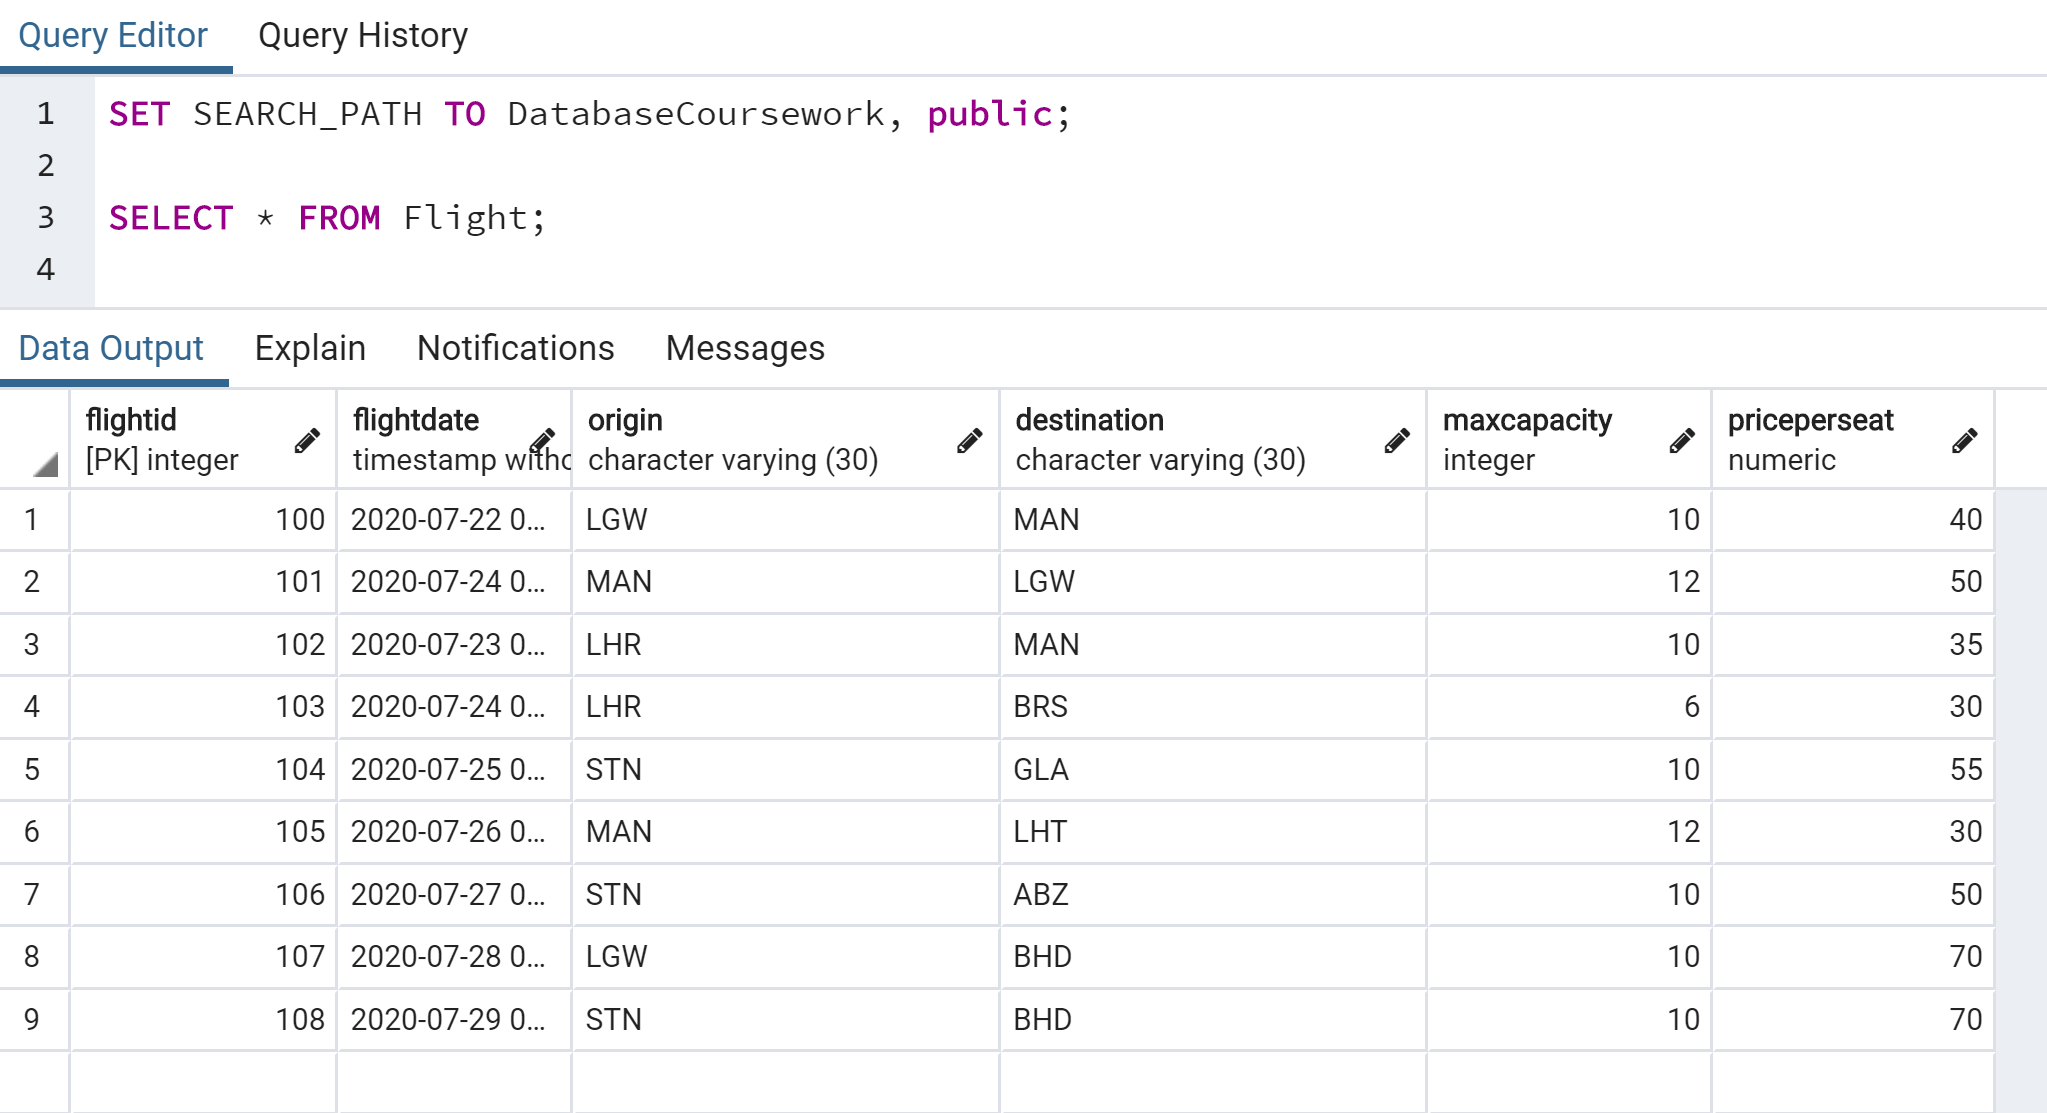 Query Editor Query History
1 SET SEARCH_PATH TO DatabaseCoursework, public;
2
3 SELECT * FROM Flight;
4
Data Output Explain Notifications Messages
flightid flightdate origin destination maxcapacity priceperseat
[PK] integer timestamp witho character varying (30) character varying (30) integer numeric
1 100 2020-07-22 0... LGW MAN 10 40
2 101 2020-07-24 0... MAN LGW 12 50
3 102 2020-07-23 0... LHR MAN 10 35
4 103 2020-07-24 0... LHR BRS 6 30
5 104 2020-07-25 0... STN GLA 10 55
6 105 2020-07-26 0... MAN LHT 12 30
7 106 2020-07-27 0... STN ABZ 10 50
8 107 2020-07-28 0... LGW BHD 10 70
9 108 2020-07-29 0... STN BHD 10 70